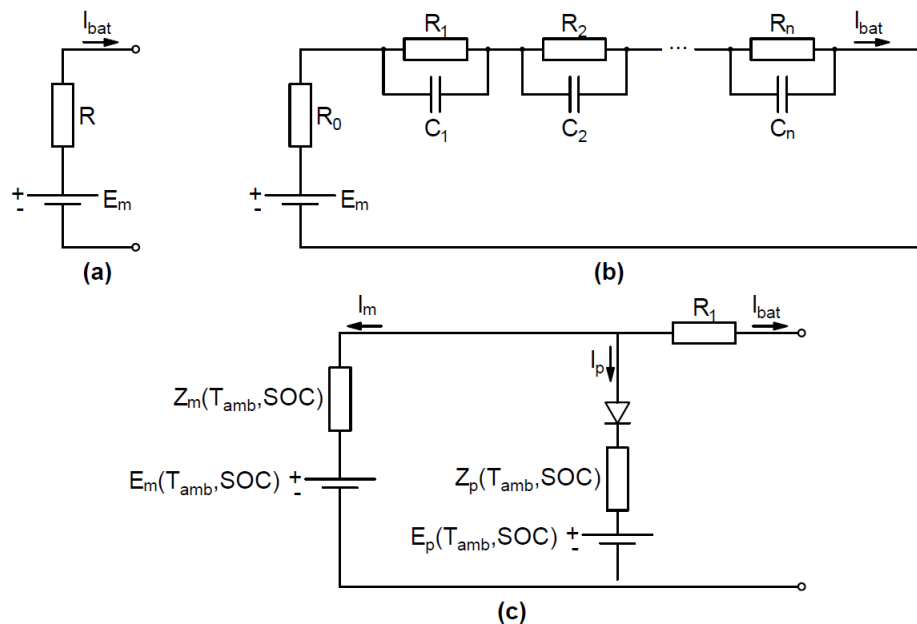 I_bat
R
+
-
E_m
(a)
R_1
R_2
...
R_n
I_bat
C_1
C_2
C_n
R_0
+
-
E_m
(b)
I_m
R_1
I_bat
I_p
Z_m(T_amb,SOC)
E_m(T_amb,SOC)
+
-
Z_p(T_amb,SOC)
E_p(T_amb,SOC)
+
-
(c)